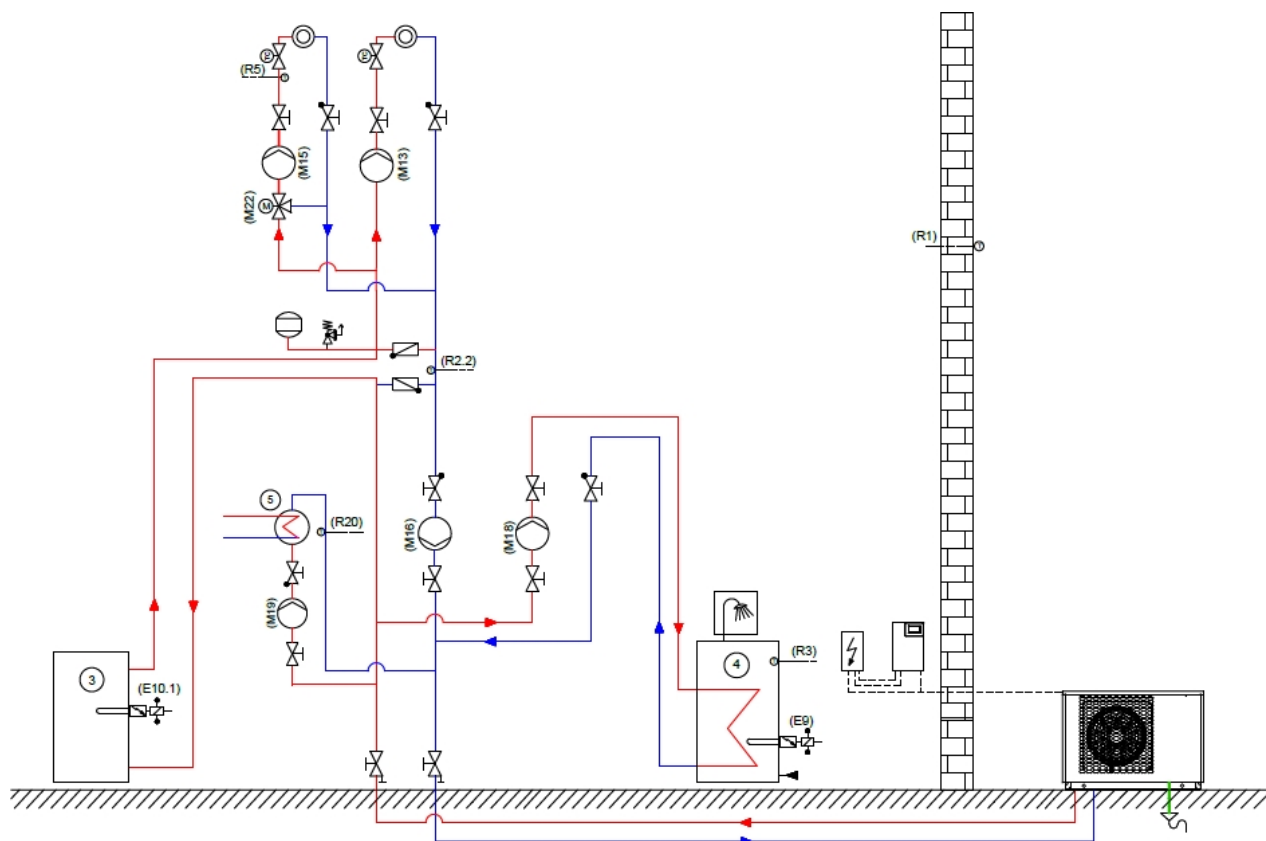 (R5)
(M15)
(M13)
M
(M22)
(R1)
(R2.2)
5
(R20)
(M16)
(M18)
(M19)
3
(E10.1)
4
(R3)
(E9)